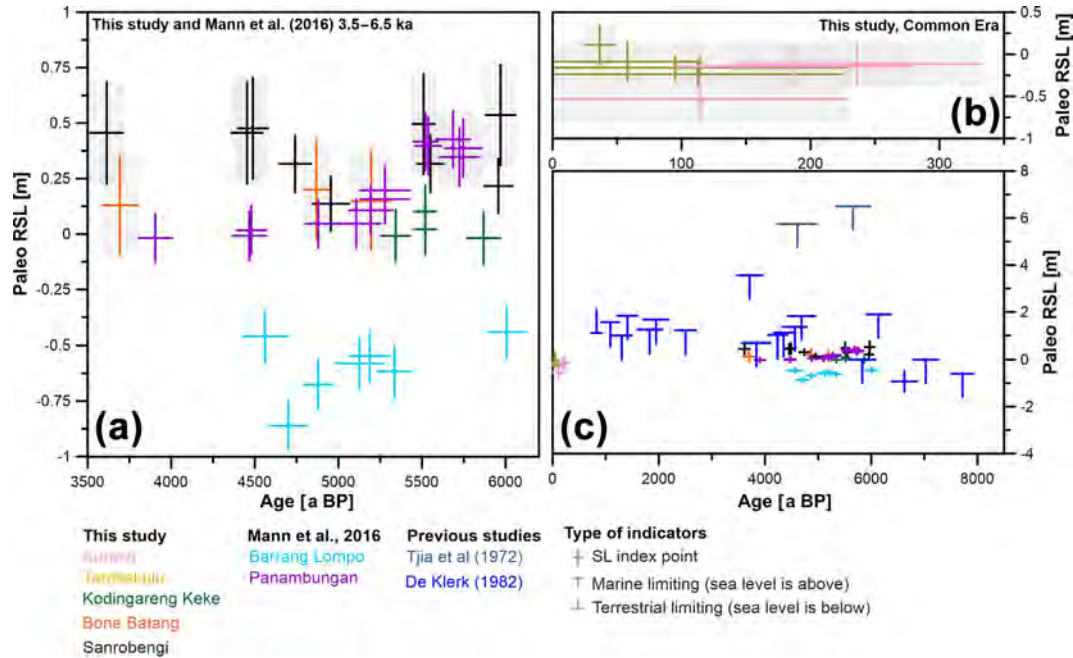 This study and Mann et al. (2016) 3.5–6.5 ka
1
0.75
0.5
0.25
0
-0.25
-0.5
-0.75
-1
Paleo RSL [m]
(a)
3500
4000
4500
5000
5500
6000
Age [a BP]
This study, Common Era
0.5
0
-0.5
-1
Paleo RSL [m]
(b)
0
100
200
300
8
6
4
2
0
-2
-4
Paleo RSL [m]
(c)
0
2000
4000
6000
8000
Age [a BP]
This study
Kodingareng Keke
Bone Batang
Sanrobengi
Mann et al., 2016
Barrang Lompo
Panambungan
Previous studies
Tjia et al (1972)
De Klerk (1982)
Type of indicators
SL index point
Marine limiting (sea level is above)
Terrestrial limiting (sea level is below)